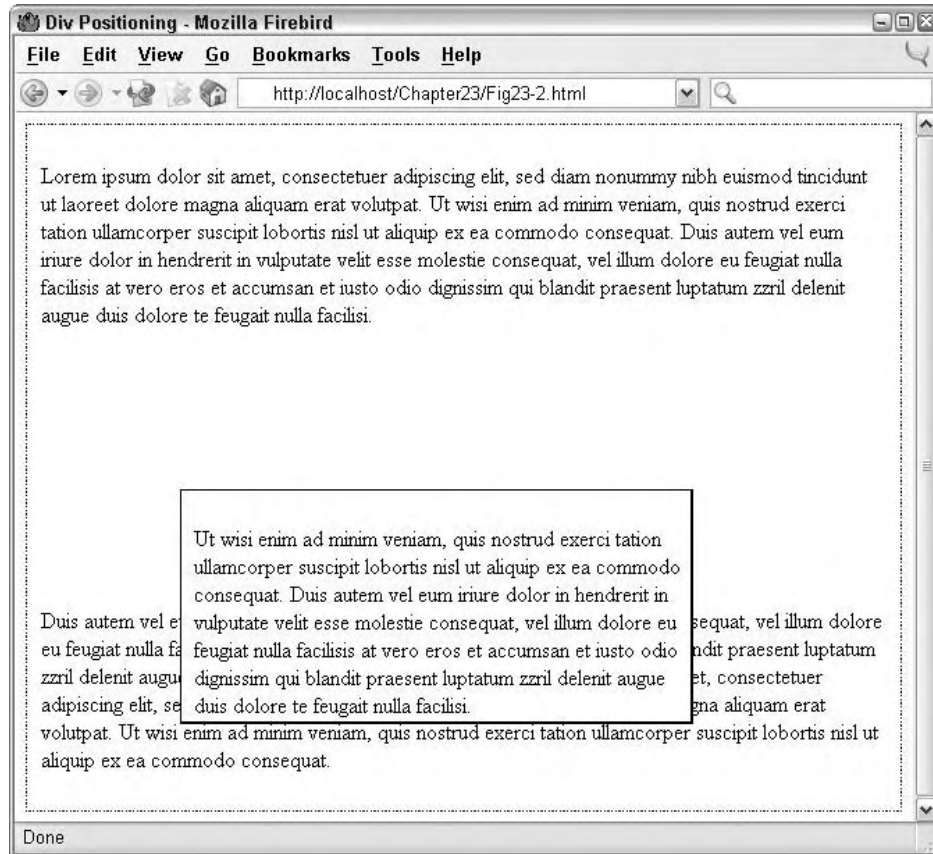 Div Positioning - Mozilla Firebird
File Edit View Go Bookmarks Tools Help
http://localhost/Chapter23/Fig23-2.html
Lorem ipsum dolor sit amet, consectetuer adipiscing elit, sed diam nonummy nibh euismod tincidunt
ut laoreet dolore magna aliquam erat volutpat. Ut wisi enim ad minim veniam, quis nostrud exerci
tation ullamcorper suscipit lobortis nisl ut aliquip ex ea commodo consequat. Duis autem vel eum
iriure dolor in hendrerit in vulputate velit esse molestie consequat, vel illum dolore eu feugiat nulla
facilisis at vero eros et accumsan et iusto odio dignissim qui blandit praesent luptatum zzril delenit
augue duis dolore te feugait nulla facilisi.
Ut wisi enim ad minim veniam, quis nostrud exerci tation
ullamcorper suscipit lobortis nisl ut aliquip ex ea commodo
consequat. Duis autem vel eum iriure dolor in hendrerit in
vulputate velit esse molestie consequat, vel illum dolore eu
feugiat nulla facilisis at vero eros et accumsan et iusto odio
dignissim qui blandit praesent luptatum zzril delenit augue
duis dolore te feugait nulla facilisi.
Duis autem vel e sequat, vel illum dolore
eu feugiat nulla fa ndit praesent luptatum
zzril delenit augu et, consectetuer
adipiscing elit, se gna aliquam erat
volutpat. Ut wisi enim ad minim veniam, quis nostrud exerci tation ullamcorper suscipit lobortis nisl ut
aliquip ex ea commodo consequat.
Done